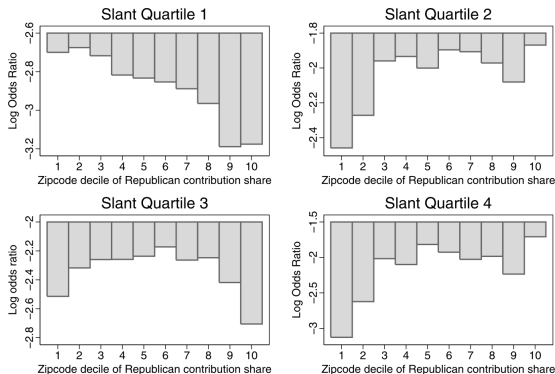 Slant Quartile 1
Log Odds Ratio
-2.6
-2.8
-3
-3.2
1 2 3 4 5 6 7 8 9 10
Zipcode decile of Republican contribution share
Slant Quartile 2
Log Odds Ratio
-1.8
-2
-2.2
-2.4
1 2 3 4 5 6 7 8 9 10
Zipcode decile of Republican contribution share
Slant Quartile 3
Log odds ratio
-2
-2.2
-2.4
-2.6
-2.8
1 2 3 4 5 6 7 8 9 10
Zipcode decile of Republican contribution share
Slant Quartile 4
Log Odds Ratio
-1.5
-2
-2.5
-3
1 2 3 4 5 6 7 8 9 10
Zipcode decile of Republican contribution share